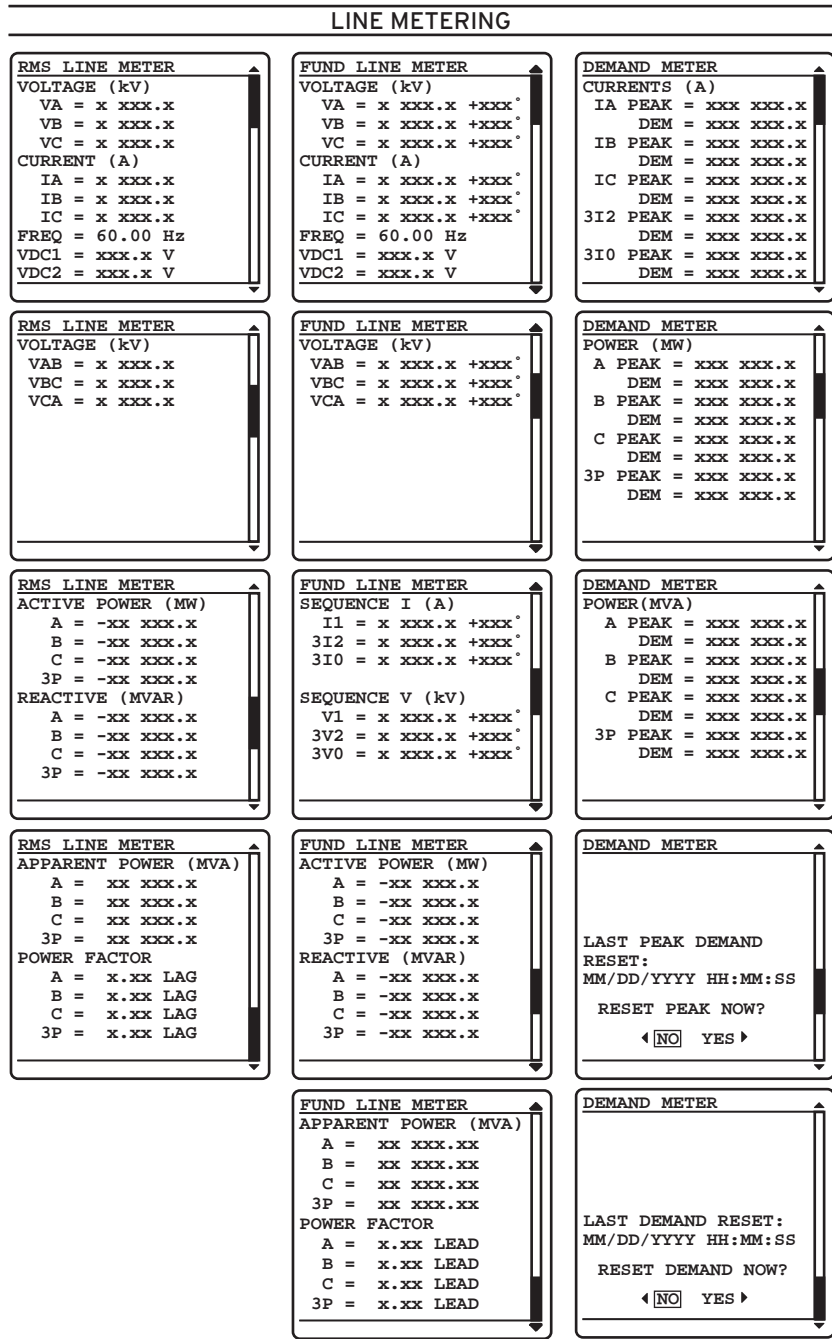 LINE METERING
RMS LINE METER
VOLTAGE (kV)
VA = x xxx.x
VB = x xxx.x
VC = x xxx.x
CURRENT (A)
IA = x xxx.x
IB = x xxx.x
IC = x xxx.x
FREQ = 60.00 Hz
VDC1 = xxx.x V
VDC2 = xxx.x V
FUND LINE METER
VOLTAGE (kV)
VA = x xxx.x +xxx°
VB = x xxx.x +xxx°
VC = x xxx.x +xxx°
CURRENT (A)
IA = x xxx.x +xxx°
IB = x xxx.x +xxx°
IC = x xxx.x +xxx°
FREQ = 60.00 Hz
VDC1 = xxx.x V
VDC2 = xxx.x V
DEMAND METER
CURRENTS (A)
IA PEAK = xxx xxx.x
DEM = xxx xxx.x
IB PEAK = xxx xxx.x
DEM = xxx xxx.x
IC PEAK = xxx xxx.x
DEM = xxx xxx.x
3I2 PEAK = xxx xxx.x
DEM = xxx xxx.x
3I0 PEAK = xxx xxx.x
DEM = xxx xxx.x
RMS LINE METER
VOLTAGE (kV)
VAB = x xxx.x
VBC = x xxx.x
VCA = x xxx.x
FUND LINE METER
VOLTAGE (kV)
VAB = x xxx.x +xxx°
VBC = x xxx.x +xxx°
VCA = x xxx.x +xxx°
DEMAND METER
POWER (MW)
A PEAK = xxx xxx.x
DEM = xxx xxx.x
B PEAK = xxx xxx.x
DEM = xxx xxx.x
C PEAK = xxx xxx.x
DEM = xxx xxx.x
3P PEAK = xxx xxx.x
DEM = xxx xxx.x
RMS LINE METER
ACTIVE POWER (MW)
A = -xx xxx.x
B = -xx xxx.x
C = -xx xxx.x
3P = -xx xxx.x
REACTIVE (MVAR)
A = -xx xxx.x
B = -xx xxx.x
C = -xx xxx.x
3P = -xx xxx.x
FUND LINE METER
SEQUENCE I (A)
I1 = x xxx.x +xxx°
3I2 = x xxx.x +xxx°
3I0 = x xxx.x +xxx°
SEQUENCE V (kV)
V1 = x xxx.x +xxx°
3V2 = x xxx.x +xxx°
3V0 = x xxx.x +xxx°
DEMAND METER
POWER(MVA)
A PEAK = xxx xxx.x
DEM = xxx xxx.x
B PEAK = xxx xxx.x
DEM = xxx xxx.x
C PEAK = xxx xxx.x
DEM = xxx xxx.x
3P PEAK = xxx xxx.x
DEM = xxx xxx.x
RMS LINE METER
APPARENT POWER (MVA)
A = xx xxx.x
B = xx xxx.x
C = xx xxx.x
3P = xx xxx.x
POWER FACTOR
A = x.xx LAG
B = x.xx LAG
C = x.xx LAG
3P = x.xx LAG
FUND LINE METER
ACTIVE POWER (MW)
A = -xx xxx.x
B = -xx xxx.x
C = -xx xxx.x
3P = -xx xxx.x
REACTIVE (MVAR)
A = -xx xxx.x
B = -xx xxx.x
C = -xx xxx.x
3P = -xx xxx.x
DEMAND METER
LAST PEAK DEMAND
RESET:
MM/DD/YYYY HH:MM:SS
RESET PEAK NOW?
NO YES
FUND LINE METER
APPARENT POWER (MVA)
A = xx xxx.xx
B = xx xxx.xx
C = xx xxx.xx
3P = xx xxx.xx
POWER FACTOR
A = x.xx LEAD
B = x.xx LEAD
C = x.xx LEAD
3P = x.xx LEAD
DEMAND METER
LAST DEMAND RESET:
MM/DD/YYYY HH:MM:SS
RESET DEMAND NOW?
NO YES